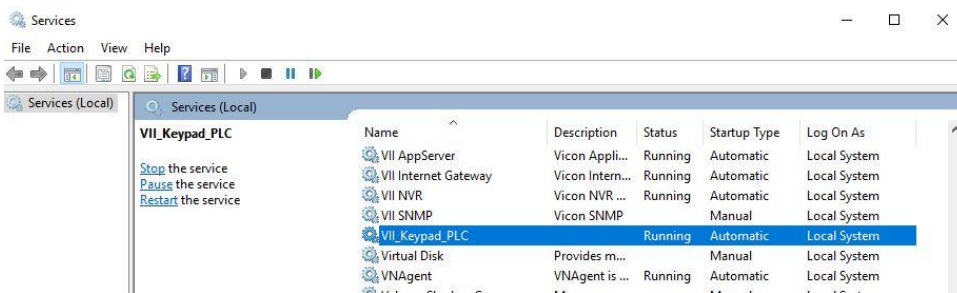 Services
File Action View Help
Services (Local)
Services (Local)
VII_Keypad_PLC
Stop the service
Pause the service
Restart the service
Name Description Status Startup Type Log On As
VII AppServer Vicon Appli... Running Automatic Local System
VII Internet Gateway Vicon Intern... Running Automatic Local System
VII NVR Vicon NVR ... Running Automatic Local System
VII SNMP Vicon SNMP Manual Local System
VII_Keypad_PLC Running Automatic Local System
Virtual Disk Provides m... Manual Local System
VNAgent VNAgent is ... Running Automatic Local System